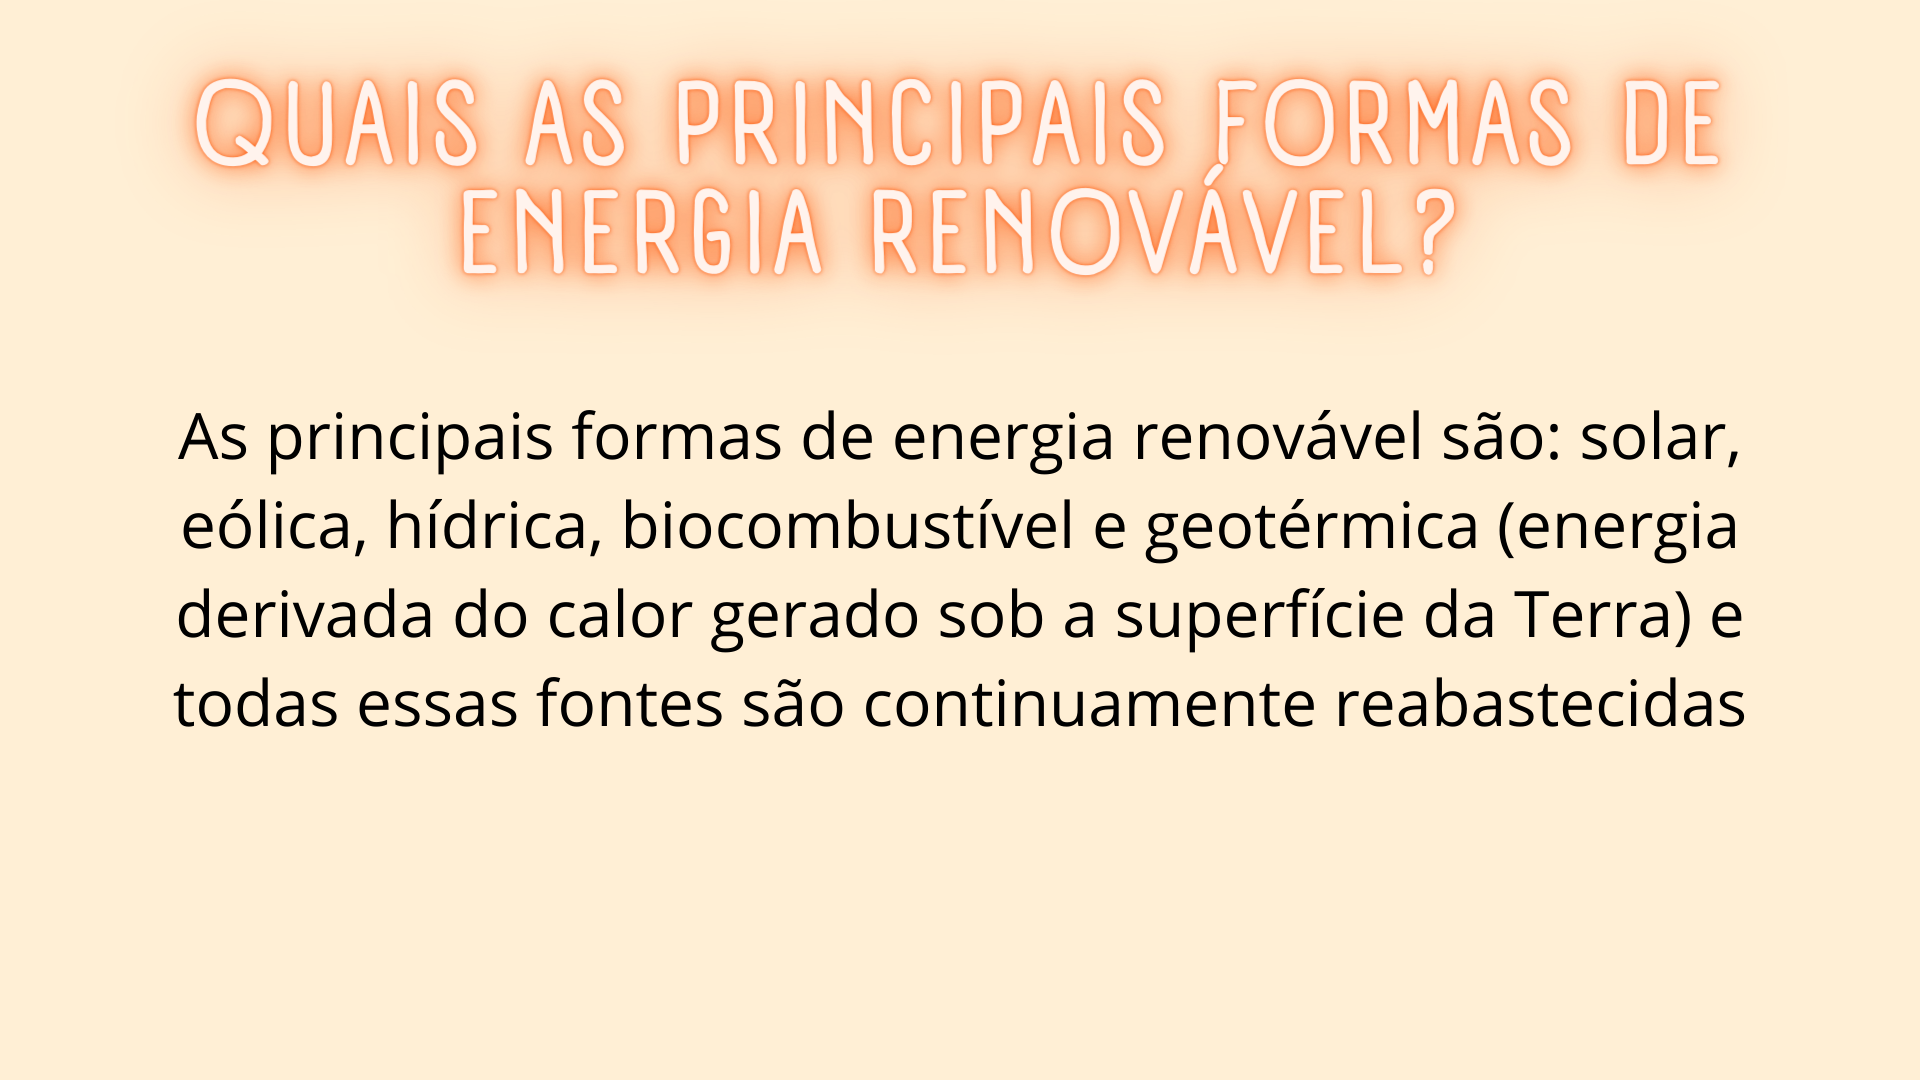 QUAIS AS PRINCIPAIS FORMAS DE
ENERGIA RENOVÁVEL?
As principais formas de energia renovável são: solar,
eólica, hídrica, biocombustível e geotérmica (energia
derivada do calor gerado sob a superfície da Terra) e
todas essas fontes são continuamente reabastecidas